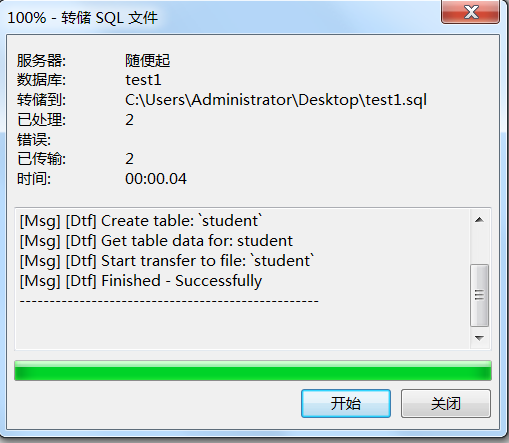 100% - 转储 SQL 文件
服务器: 随便起
数据库: test1
转储到: C:\Users\Administrator\Desktop\test1.sql
已处理: 2
错误:
已传输: 2
时间: 00:00.04
[Msg] [Dtf] Create table: `student`
[Msg] [Dtf] Get table data for: student
[Msg] [Dtf] Start transfer to file: `student`
[Msg] [Dtf] Finished - Successfully
--------------------------------------------------
开始 关闭